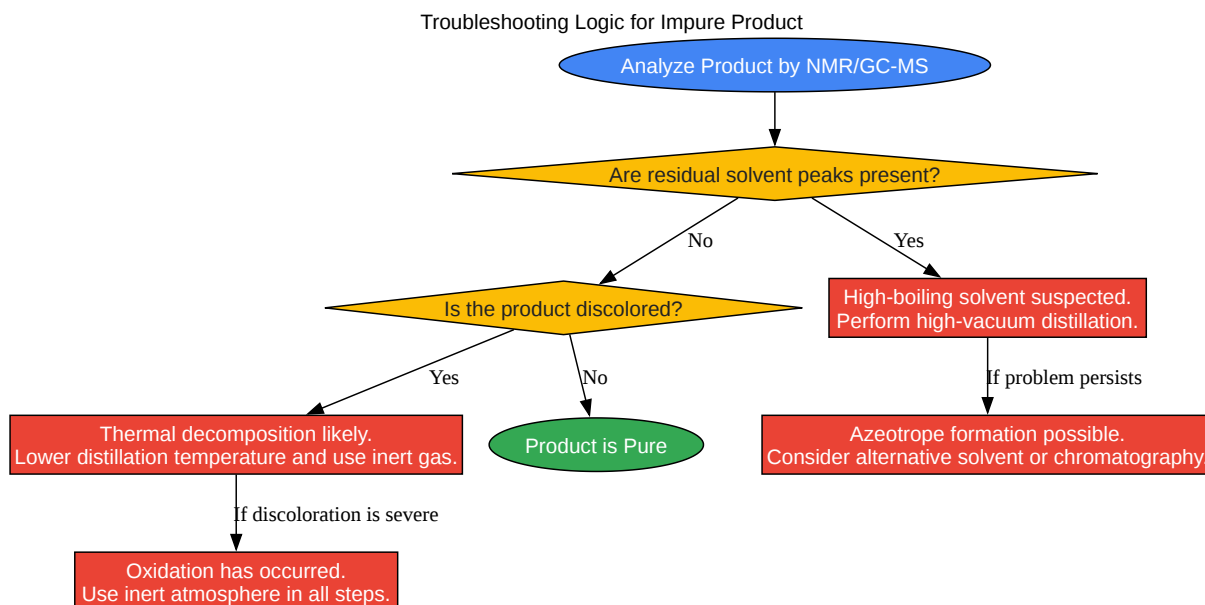 Troubleshooting Logic for Impure Product
Analyze Product by NMR/GC-MS
Are residual solvent peaks present?
No
Yes
Is the product discolored?
High-boiling solvent suspected.
Perform high-vacuum distillation.
Yes
No
If problem persists
Thermal decomposition likely.
Lower distillation temperature and use inert gas.
Product is Pure
Azeotrope formation possible.
Consider alternative solvent or chromatography.
If discoloration is severe
Oxidation has occurred.
Use inert atmosphere in all steps.